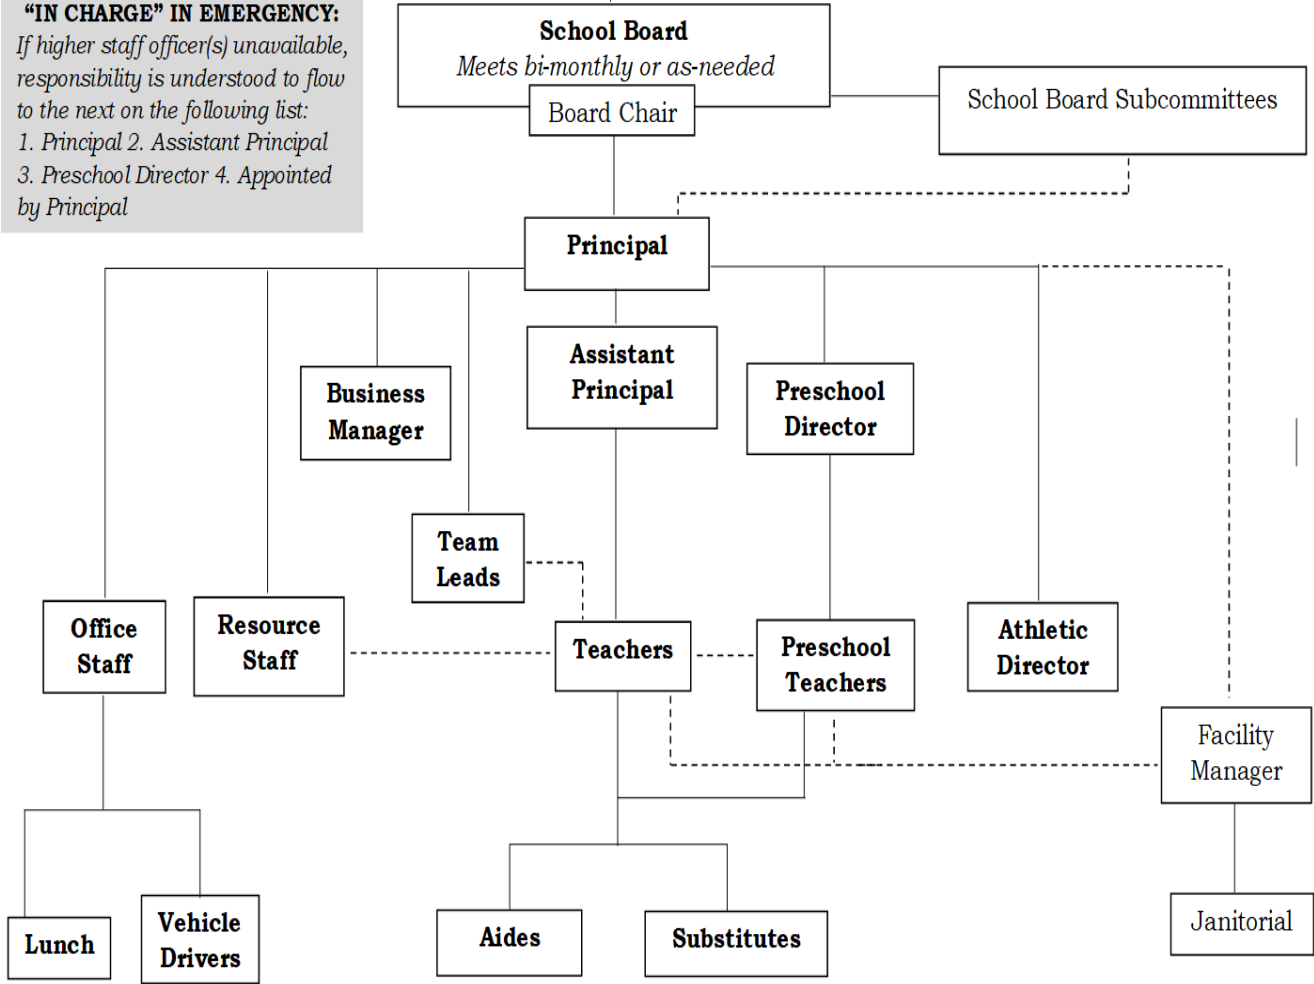 “IN CHARGE” IN EMERGENCY:
If higher staff officer(s) unavailable,
responsibility is understood to flow
to the next on the following list:
1. Principal 2. Assistant Principal
3. Preschool Director 4. Appointed
by Principal
School Board
Meets bi-monthly or as-needed
Board Chair
School Board Subcommittees
Principal
Assistant
Principal
Business
Manager
Preschool
Director
Team
Leads
Office
Staff
Resource
Staff
Teachers
Preschool
Teachers
Athletic
Director
Facility
Manager
Lunch
Vehicle
Drivers
Aides
Substitutes
Janitorial